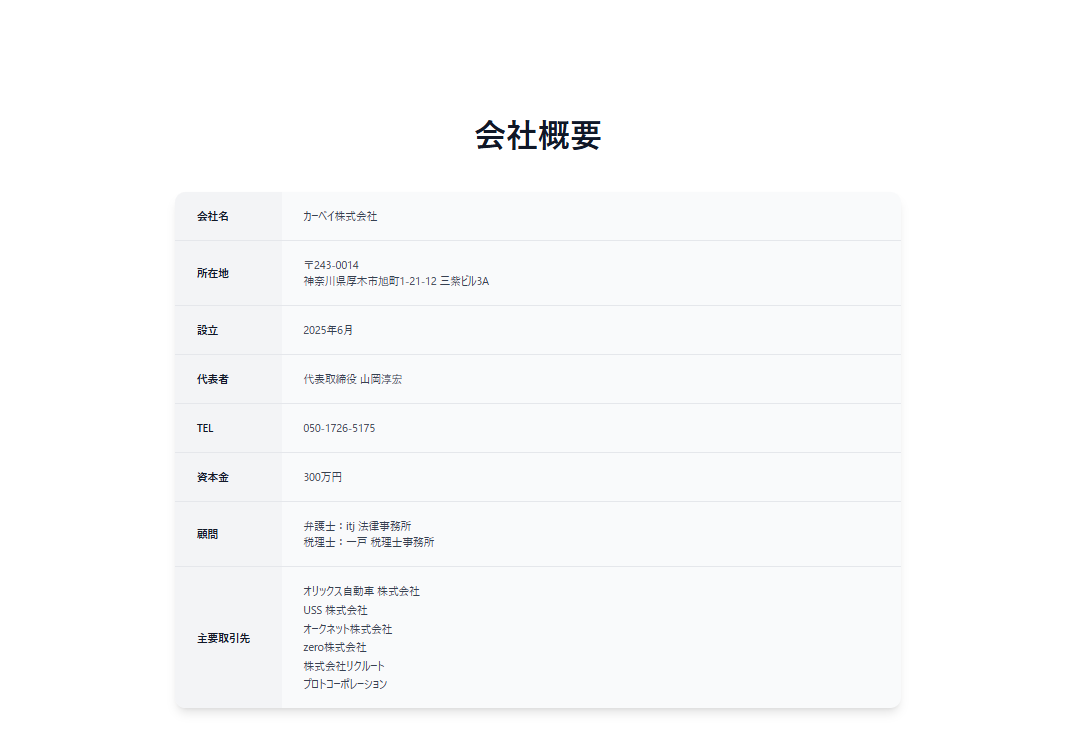 会社概要
会社名
カーベイ株式会社
所在地
〒243-0014
神奈川県厚木市旭町1-21-12 三紫ビル3A
設立
2025年6月
代表者
代表取締役 山岡淳宏
TEL
050-1726-5175
資本金
300万円
顧問
弁護士：itj 法律事務所
税理士：一戸 税理士事務所
主要取引先
オリックス自動車 株式会社
USS 株式会社
オークネット株式会社
zero株式会社
株式会社リクルート
プロトコーポレーション